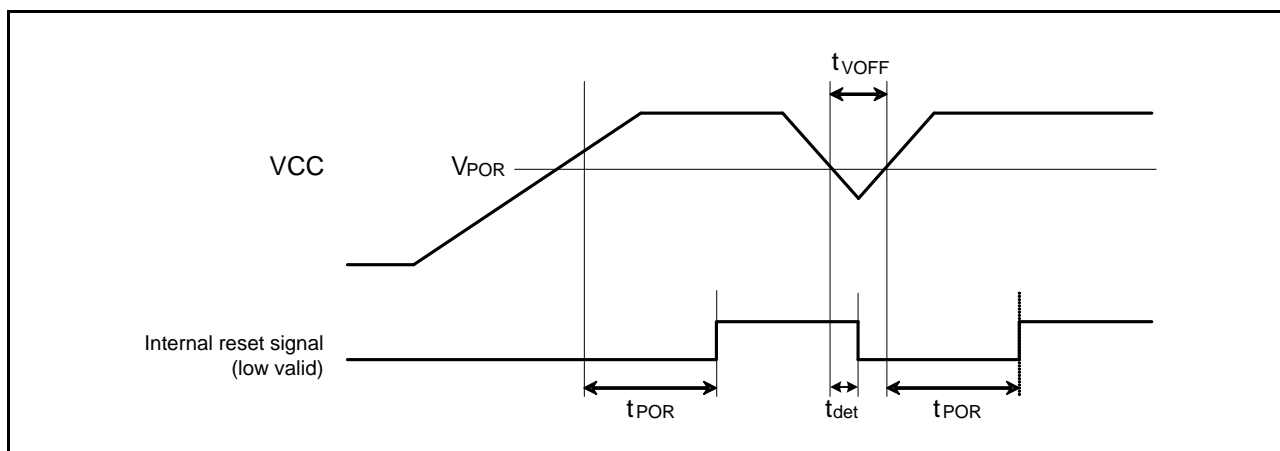 tVOFF
VCC
VPOR
Internal reset signal
(low valid)
tPOR
tdet
tPOR